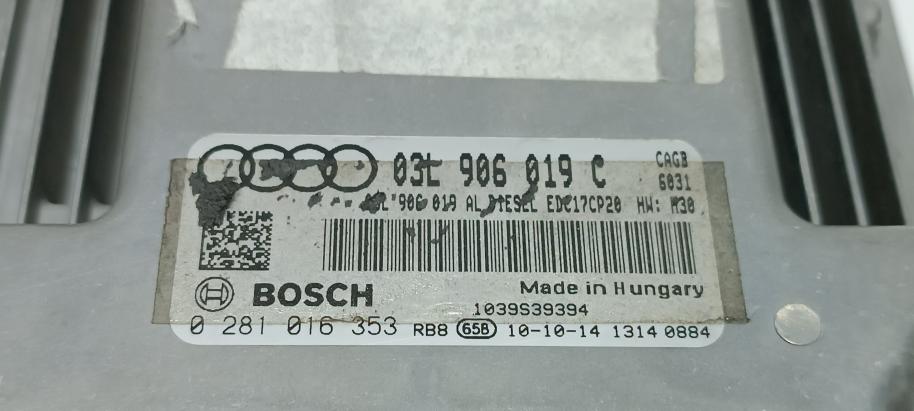 03L 906 019 C CAGB
6031
03L 906 019 AL DIESEL EDC17CP20 HW: M30
BOSCH Made in Hungary
1039S39394
0 281 016 353 RB8 65B 10-10-14 1314 0884